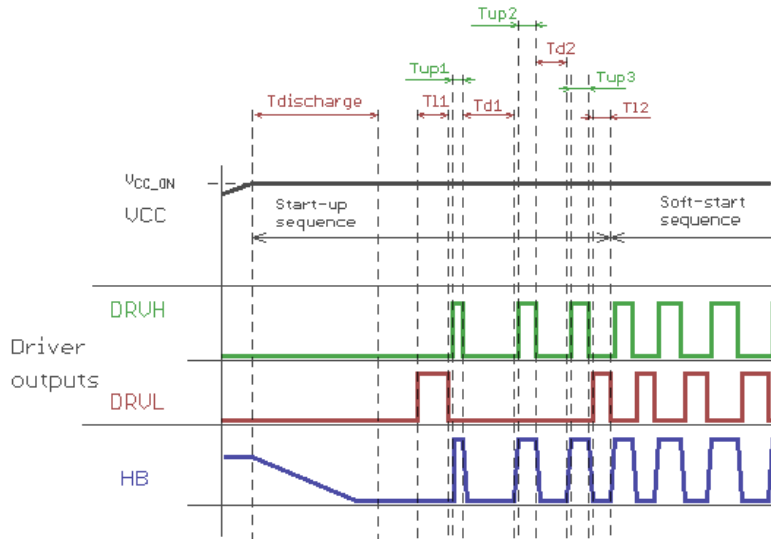 Tup2
Td2
Tup1
Tup3
Tdischarge
Tl1
Td1
Tl2
VCC_ON
VCC
Start-up
sequence
Soft-start
sequence
DRVH
Driver
outputs
DRVL
HB